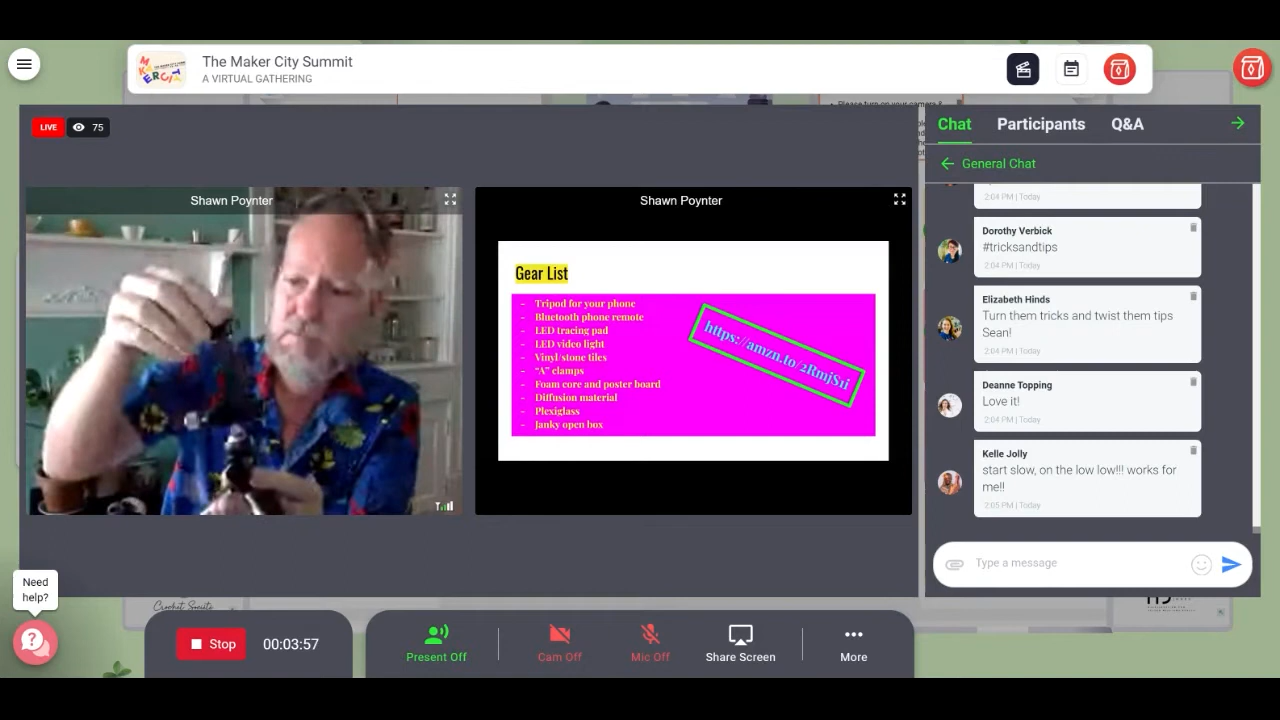 The Maker City Summit
A VIRTUAL GATHERING
LIVE
75
Shawn Poynter
Shawn Poynter
Gear List
- Tripod for your phone
- Bluetooth phone remote
- LED tracing pad
- LED video light
- Vinyl/stone tiles
- “A” clamps
- Foam core and poster board
- Diffusion material
- Plexiglass
- Janky open box
https://amzn.to/2RmjS1i
Chat
Participants
Q&A
General Chat
2:04 PM | Today
Dorothy Verbick
#tricksandtips
2:04 PM | Today
Elizabeth Hinds
Turn them tricks and twist them tips
Sean!
2:04 PM | Today
Deanne Topping
Love it!
2:04 PM | Today
Kelle Jolly
start slow, on the low low!!! works for
me!!
2:05 PM | Today
Type a message
Need
help?
Stop
00:03:57
Present Off
Cam Off
Mic Off
Share Screen
More